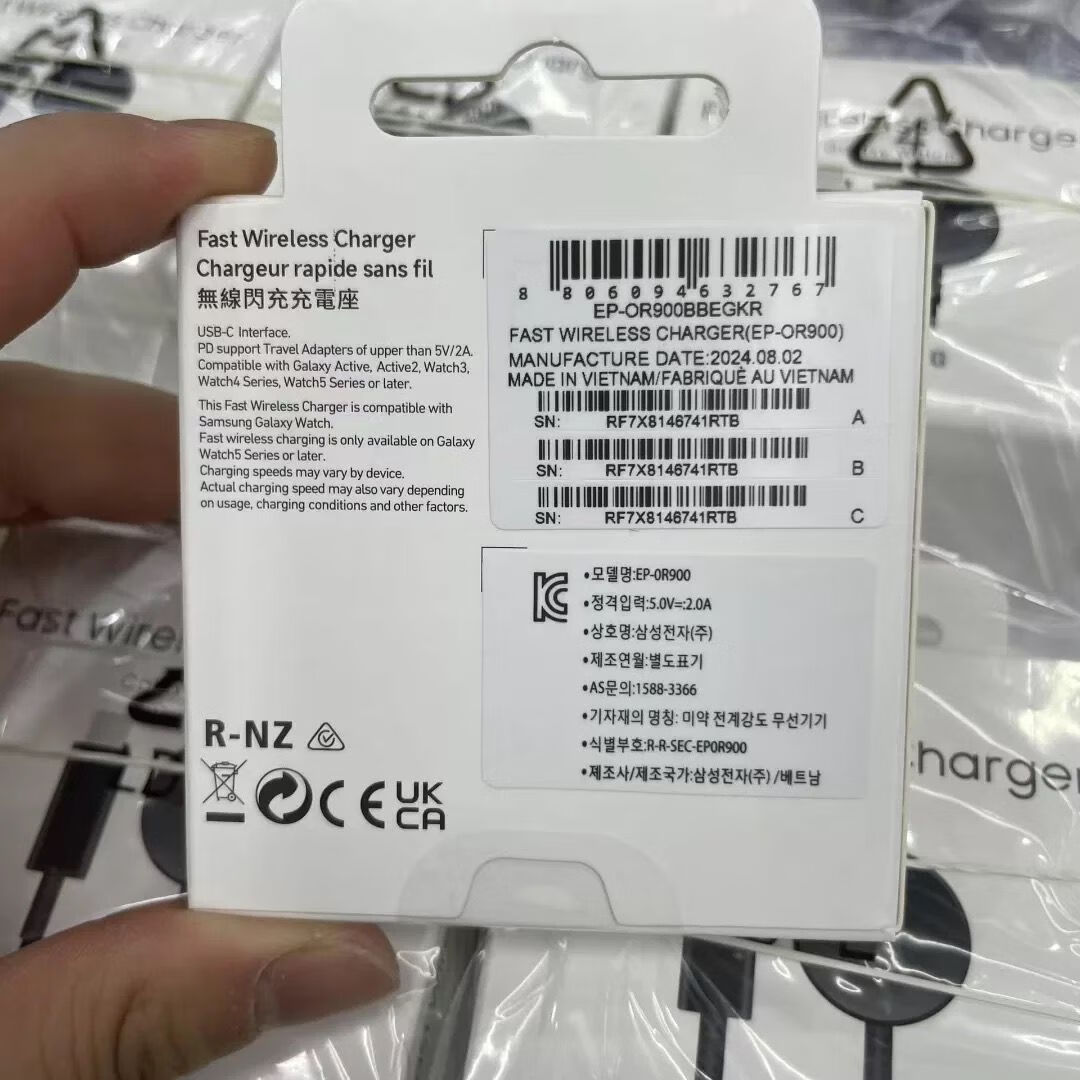 Fast Wireless Charger
Chargeur rapide sans fil
無線閃充充電座
USB-C Interface.
PD support Travel Adapters of upper than 5V/2A.
Compatible with Galaxy Active, Active2, Watch3,
Watch4 Series, Watch5 Series or later.
This Fast Wireless Charger is compatible with
Samsung Galaxy Watch.
Fast wireless charging is only available on Galaxy
Watch5 Series or later.
Charging speeds may vary by device.
Actual charging speed may also vary depending
on usage, charging conditions and other factors.
R-NZ
CE
UK
CA
8 806094 632767
EP-OR900BBEGKR
FAST WIRELESS CHARGER(EP-OR900)
MANUFACTURE DATE:2024.08.02
MADE IN VIETNAM/FABRIQUÈ AU VIETNAM
SN: RF7X8146741RTB A
SN: RF7X8146741RTB B
SN: RF7X8146741RTB C
•모델명:EP-OR900
•정격입력:5.0V⎓:2.0A
•상호명:삼성전자(주)
•제조연월:별도표기
•AS문의:1588-3366
•기자재의 명칭: 미약 전계강도 무선기기
•식별부호:R-R-SEC-EPOR900
•제조사/제조국가:삼성전자(주) /베트남
4
Fast Wire